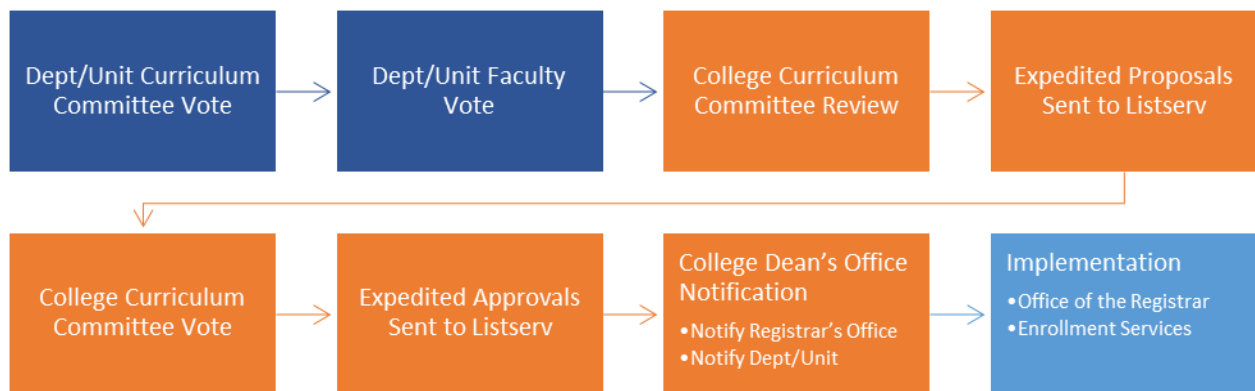 Dept/Unit Curriculum
Committee Vote
Dept/Unit Faculty
Vote
College Curriculum
Committee Review
Expedited Proposals
Sent to Listserv
College Curriculum
Committee Vote
Expedited Approvals
Sent to Listserv
College Dean's Office
Notification
•Notify Registrar's Office
•Notify Dept/Unit
Implementation
•Office of the Registrar
•Enrollment Services